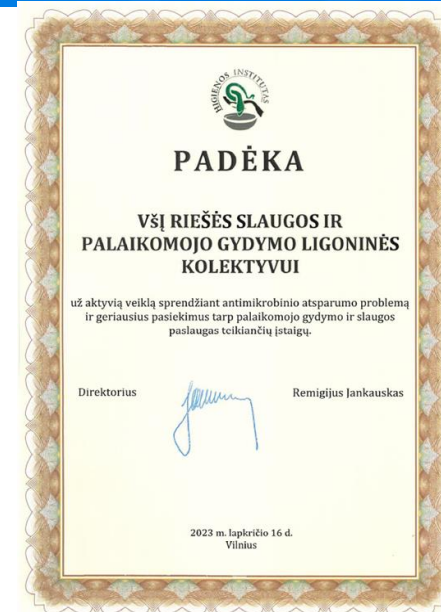 HIGIENOS INSTITUTAS
PADĖKA
VšĮ RIEŠĖS SLAUGOS IR
PALAIKOMOJO GYDYMO LIGONINĖS
KOLEKTYVUI
už aktyvią veiklą sprendžiant antimikrobinio atsparumo problemą
ir geriausius pasiekimus tarp palaikomojo gydymo ir slaugos
paslaugas teikiančių įstaigų.
Direktorius
Remigijus Jankauskas
2023 m. lapkričio 16 d.
Vilnius